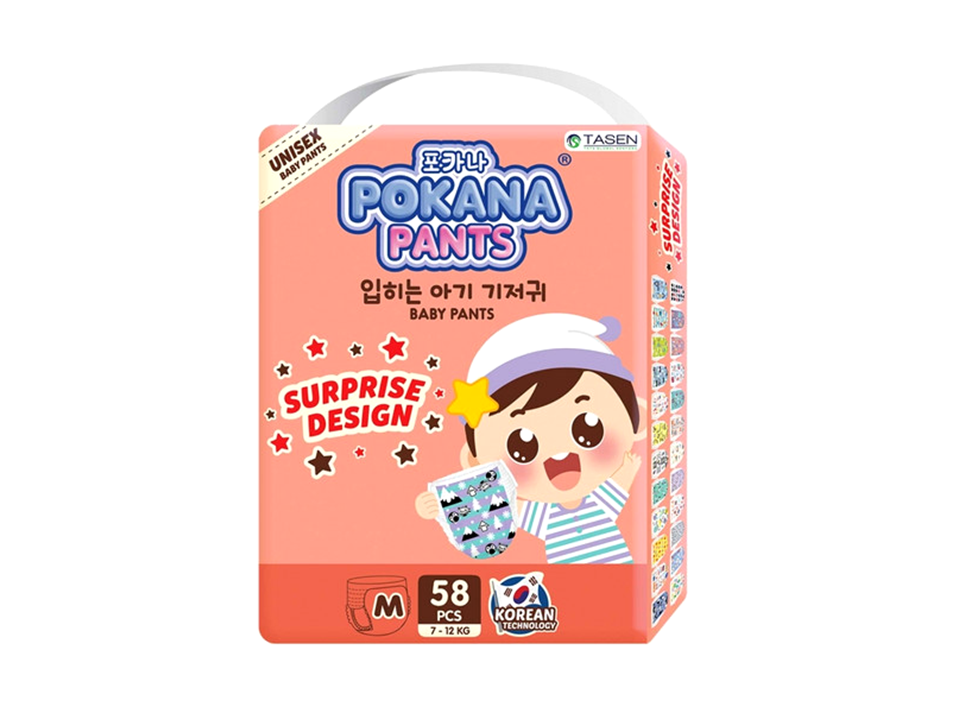 UNISEX
BABY PANTS
TASEN
포카나
®
POKANA
PANTS
입히는 아기 기저귀
BABY PANTS
SURPRISE
DESIGN
SURPRISE
DESIGN
M
58
PCS
7 - 12 KG
KOREAN
TECHNOLOGY